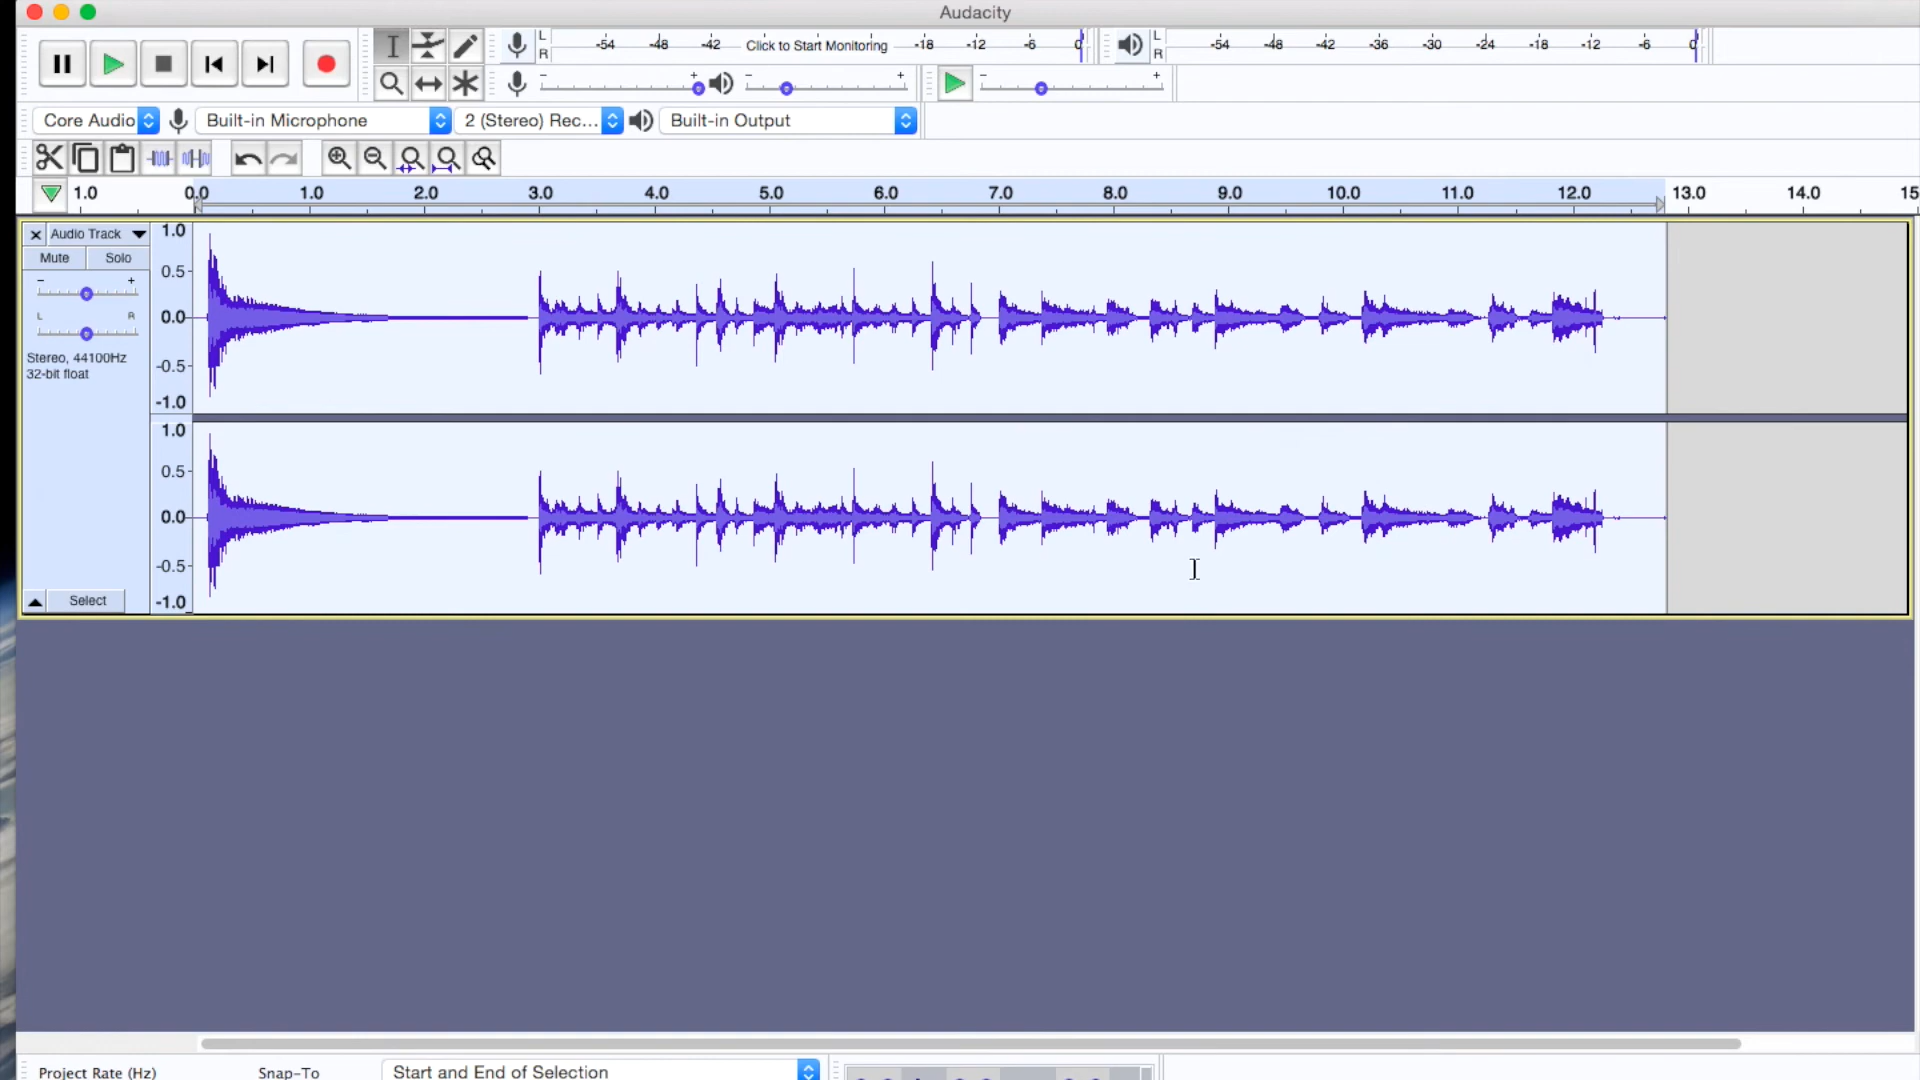 Audacity
L
R
-54 -48 -42 Click to Start Monitoring -18 -12 -6 0
L
R
-54 -48 -42 -36 -30 -24 -18 -12 -6 0
- + - + - +
Core Audio Built-in Microphone 2 (Stereo) Rec... Built-in Output
1.0 0.0 1.0 2.0 3.0 4.0 5.0 6.0 7.0 8.0 9.0 10.0 11.0 12.0 13.0 14.0 15
Audio Track
Mute Solo
- +
L R
Stereo, 44100Hz
32-bit float
Select
1.0
0.5-
0.0-
-0.5-
-1.0
1.0
0.5-
0.0-
-0.5-
-1.0
Project Rate (Hz) Snap-To Start and End of Selection